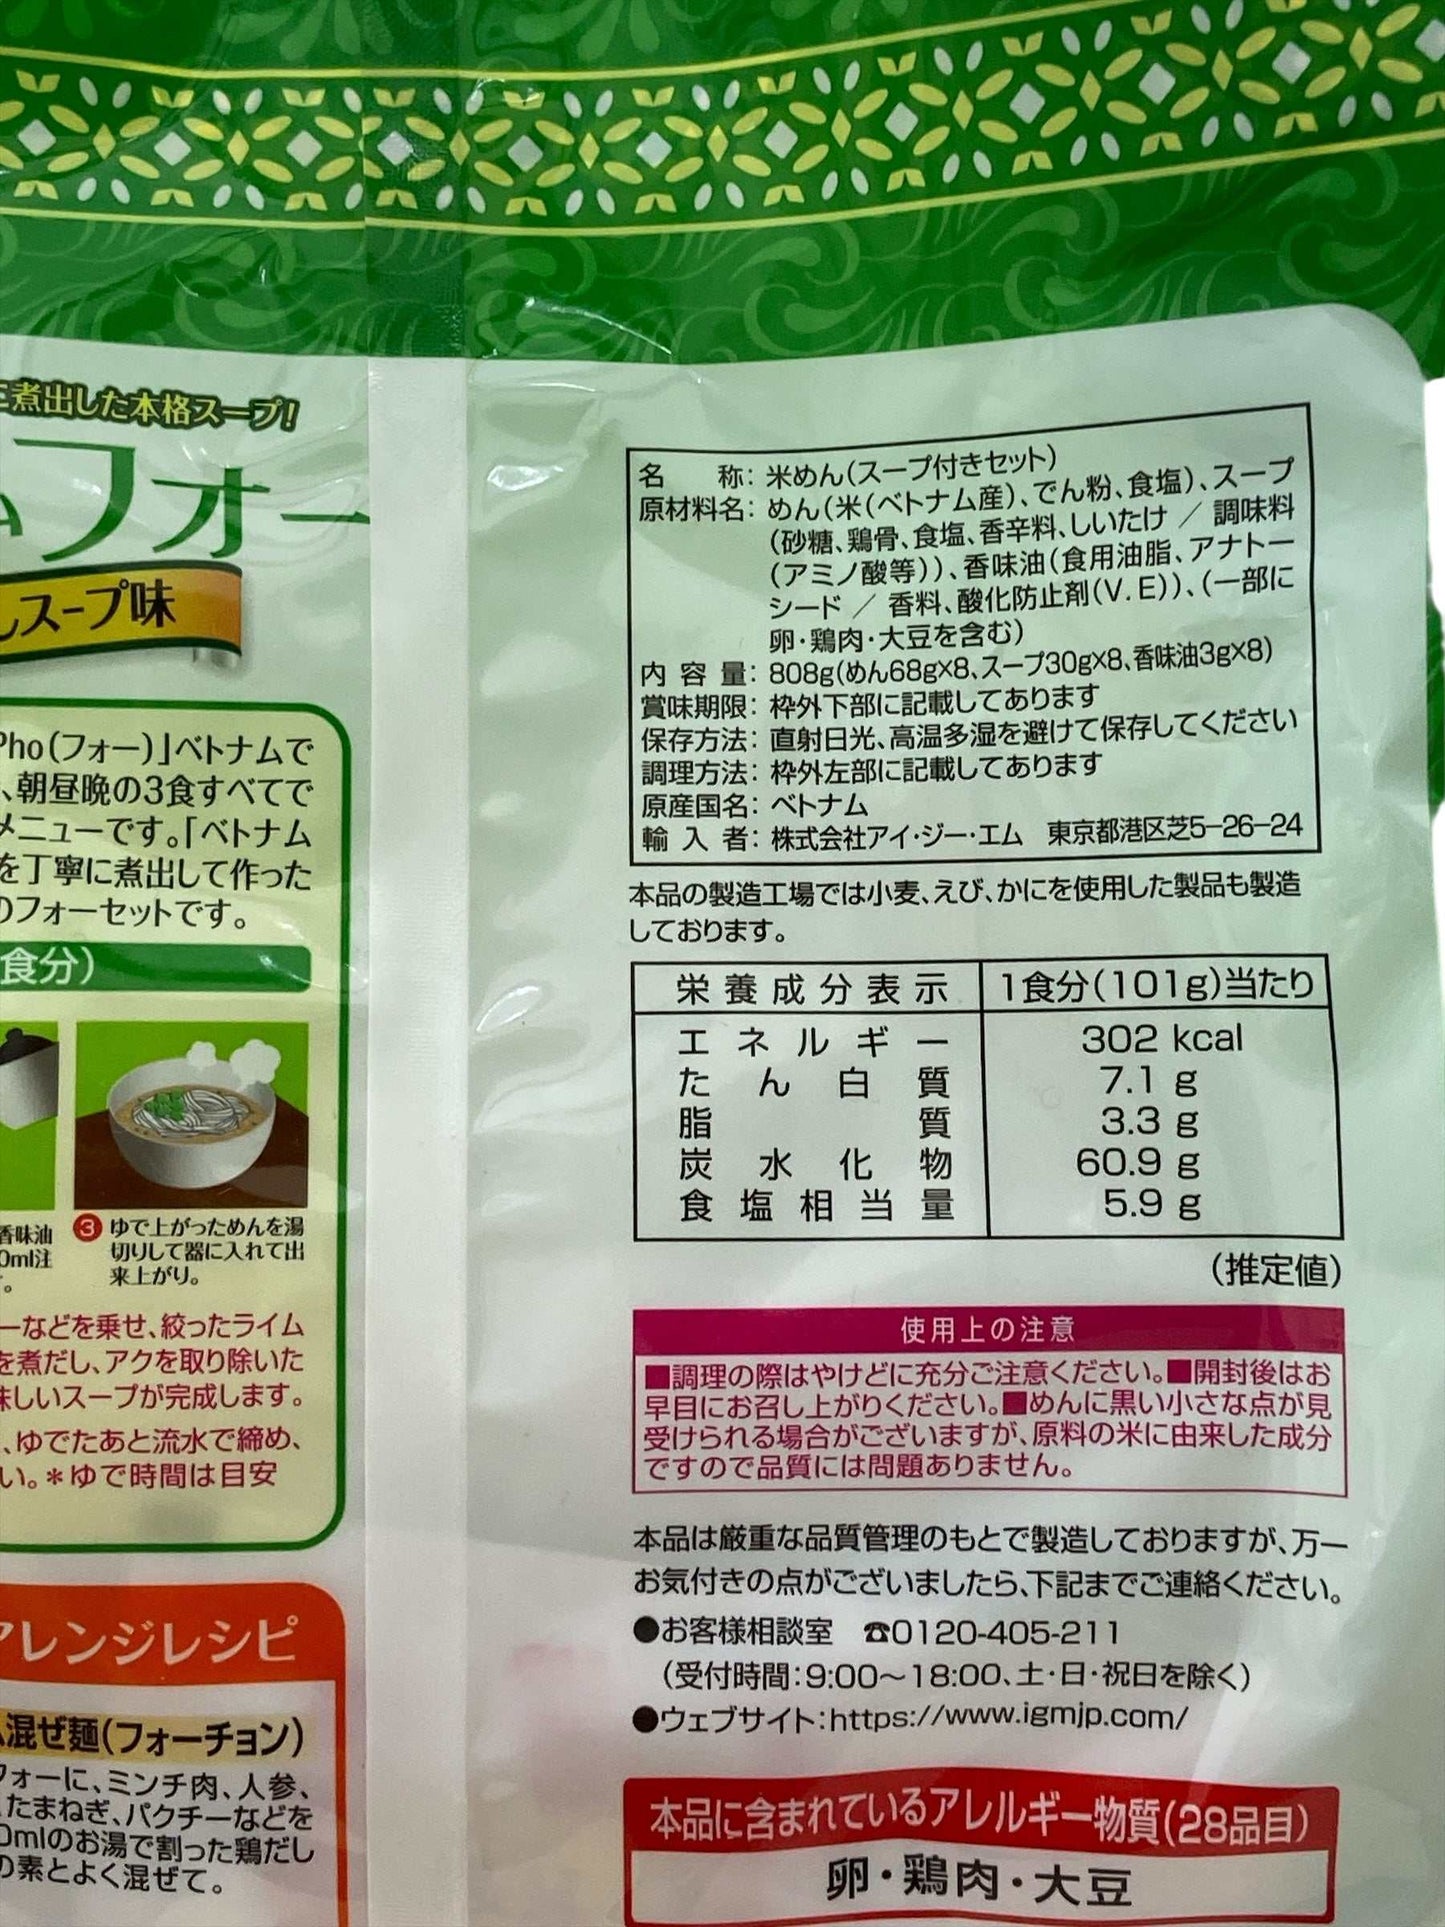 に煮出した本格スープ!
ムフォー
しスープ味
Pho(フォー)」ベトナムで
、朝昼晩の3食すべてで
メニューです。「ベトナム
を丁寧に煮出して作った
のフォーセットです。
食分)
香味油
0ml注
。
3 ゆで上がっためんを湯
切りして器に入れて出
来上がり。
ーなどを乗せ、絞ったライム
を煮だし、アクを取り除いた
味しいスープが完成します。
、ゆでたあと流水で締め、
い。＊ゆで時間は目安
アレンジレシピ
混ぜ麺(フォーチョン)
フォーに、ミンチ肉、人参、
たまねぎ、パクチーなどを
0mlのお湯で割った鶏だし
の素とよく混ぜて。
名　　称：米めん(スープ付きセット)
原材料名：めん(米(ベトナム産)、でん粉、食塩)、スープ
(砂糖、鶏骨、食塩、香辛料、しいたけ ／ 調味料
(アミノ酸等))、香味油(食用油脂、アナトー
シード ／ 香料、酸化防止剤(V.E))、(一部に
卵・鶏肉・大豆を含む)
内 容 量：808g(めん68g×8、スープ30g×8、香味油3g×8)
賞味期限：枠外下部に記載してあります
保存方法：直射日光、高温多湿を避けて保存してください
調理方法：枠外左部に記載してあります
原産国名：ベトナム
輸 入 者：株式会社アイ・ジー・エム　東京都港区芝5-26-24
本品の製造工場では小麦、えび、かにを使用した製品も製造
しております。
栄養成分表示 1食分(101g)当たり
エネルギー 302 kcal
たん白質 7.1 g
脂質 3.3 g
炭水化物 60.9 g
食塩相当量 5.9 g
(推定値)
使用上の注意
■調理の際はやけどに充分ご注意ください。■開封後はお
早目にお召し上がりください。■めんに黒い小さな点が見
受けられる場合がございますが、原料の米に由来した成分
ですので品質には問題ありません。
本品は厳重な品質管理のもとで製造しておりますが、万一
お気付きの点がございましたら、下記までご連絡ください。
●お客様相談室　☎0120-405-211
(受付時間：9:00〜18:00、土・日・祝日を除く)
●ウェブサイト：https://www.igmjp.com/
本品に含まれているアレルギー物質(28品目)
卵・鶏肉・大豆